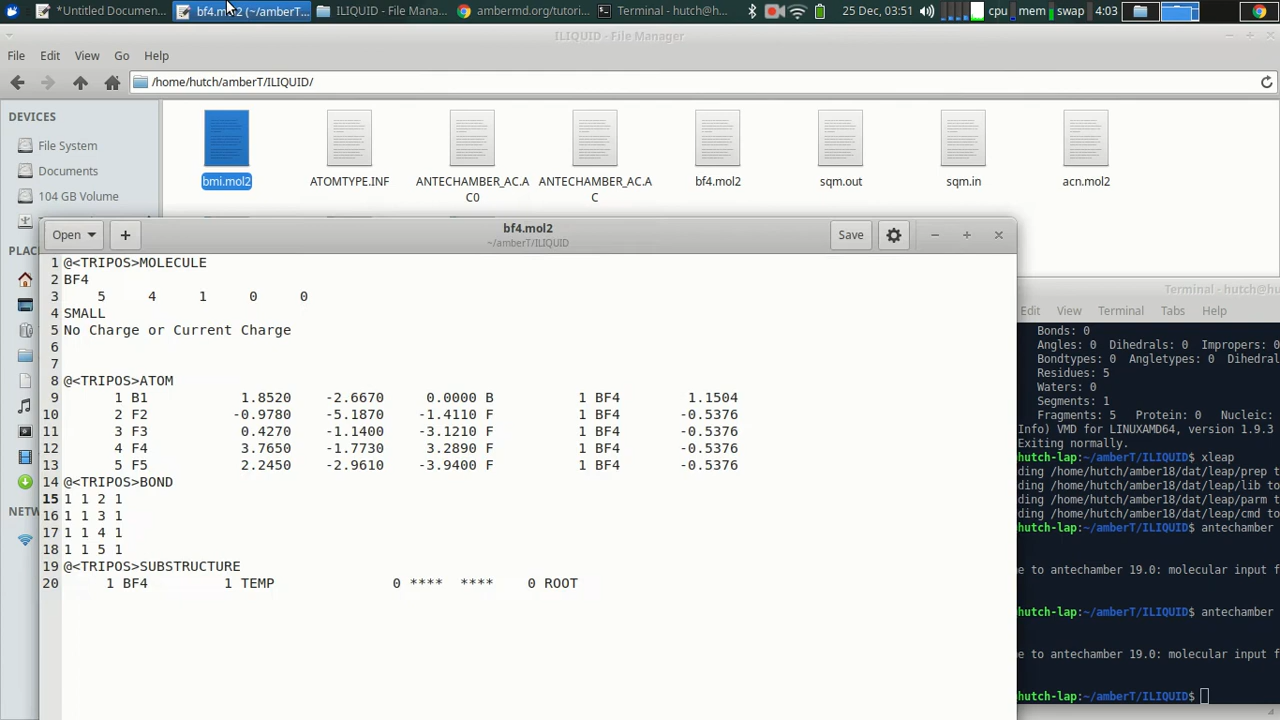 *Untitled Documen...
bf4.mol2 (~/amberT...
ILIQUID - File Mana...
ambermd.org/tutori...
Terminal - hutch@h...
25 Dec, 03:51
cpu
mem
swap
4:03
ILIQUID - File Manager
File Edit View Go Help
/home/hutch/amberT/ILIQUID/
DEVICES
File System
Documents
104 GB Volume
PLAC
NETW
bmi.mol2
ATOMTYPE.INF
ANTECHAMBER_AC.AC0
ANTECHAMBER_AC.AC
bf4.mol2
sqm.out
sqm.in
acn.mol2
Open
bf4.mol2
~/amberT/ILIQUID
Save
1 @<TRIPOS>MOLECULE
2 BF4
3 5 4 1 0 0
4 SMALL
5 No Charge or Current Charge
6
7
8 @<TRIPOS>ATOM
9 1 B1 1.8520 -2.6670 0.0000 B 1 BF4 1.1504
10 2 F2 -0.9780 -5.1870 -1.4110 F 1 BF4 -0.5376
11 3 F3 0.4270 -1.1400 -3.1210 F 1 BF4 -0.5376
12 4 F4 3.7650 -1.7730 3.2890 F 1 BF4 -0.5376
13 5 F5 2.2450 -2.9610 -3.9400 F 1 BF4 -0.5376
14 @<TRIPOS>BOND
15 1 1 2 1
16 1 1 3 1
17 1 1 4 1
18 1 1 5 1
19 @<TRIPOS>SUBSTRUCTURE
20 1 BF4 1 TEMP 0 **** **** 0 ROOT
Terminal - hutch@hu
Edit View Terminal Tabs Help
Bonds: 0
Angles: 0 Dihedrals: 0 Impropers: 0
Bondtypes: 0 Angletypes: 0 Dihedral
Residues: 5
Waters: 0
Segments: 1
Fragments: 5 Protein: 0 Nucleic:
Info) VMD for LINUXAMD64, version 1.9.3
Exiting normally.
hutch-lap:~/amberT/ILIQUID$ xleap
ding /home/hutch/amber18/dat/leap/prep t
ding /home/hutch/amber18/dat/leap/lib to
ding /home/hutch/amber18/dat/leap/parm t
ding /home/hutch/amber18/dat/leap/cmd to
hutch-lap:~/amberT/ILIQUID$ antechamber
e to antechamber 19.0: molecular input f
hutch-lap:~/amberT/ILIQUID$ antechamber
e to antechamber 19.0: molecular input f
hutch-lap:~/amberT/ILIQUID$